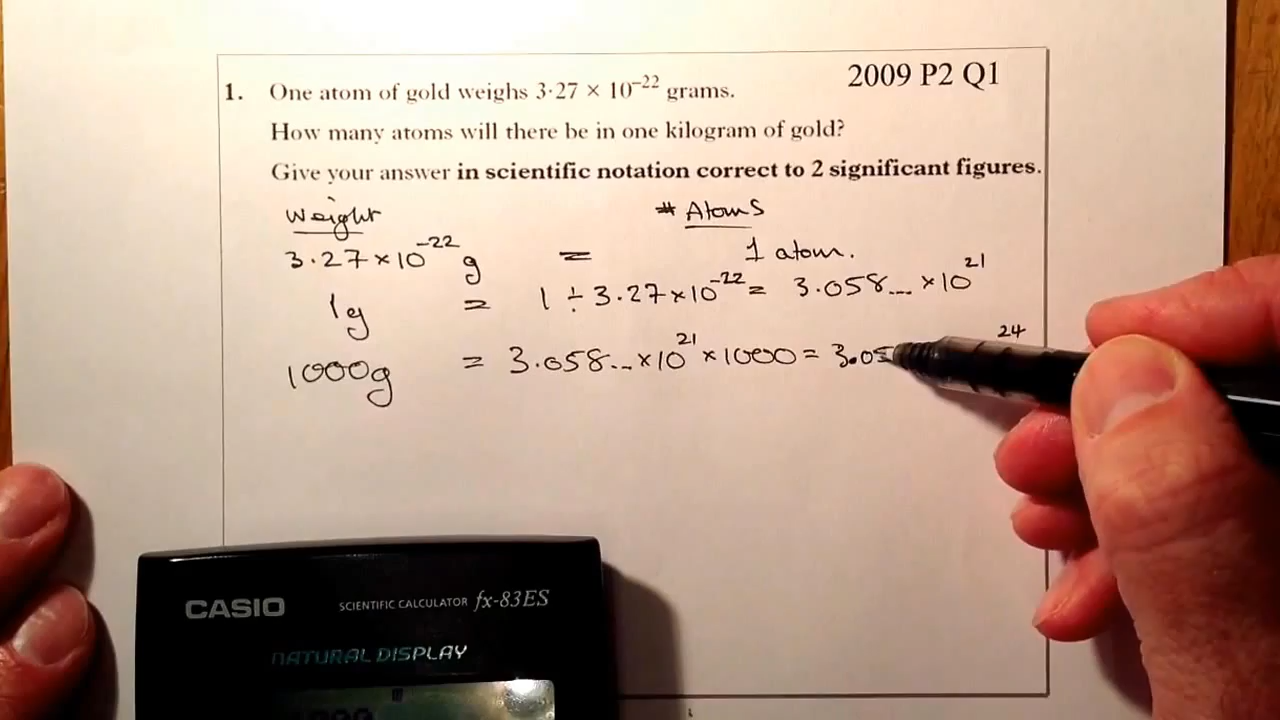 2009 P2 Q1
1. One atom of gold weighs 3·27 × 10⁻²² grams.
How many atoms will there be in one kilogram of gold?
Give your answer in scientific notation correct to 2 significant figures.
Weight # Atoms
3.27×10⁻²² g = 1 atom.
1g = 1 ÷ 3.27×10⁻²² = 3.058... ×10²¹
1000g = 3.058... ×10²¹ ×1000 = 3.05 24
CASIO SCIENTIFIC CALCULATOR fx-83ES
NATURAL DISPLAY